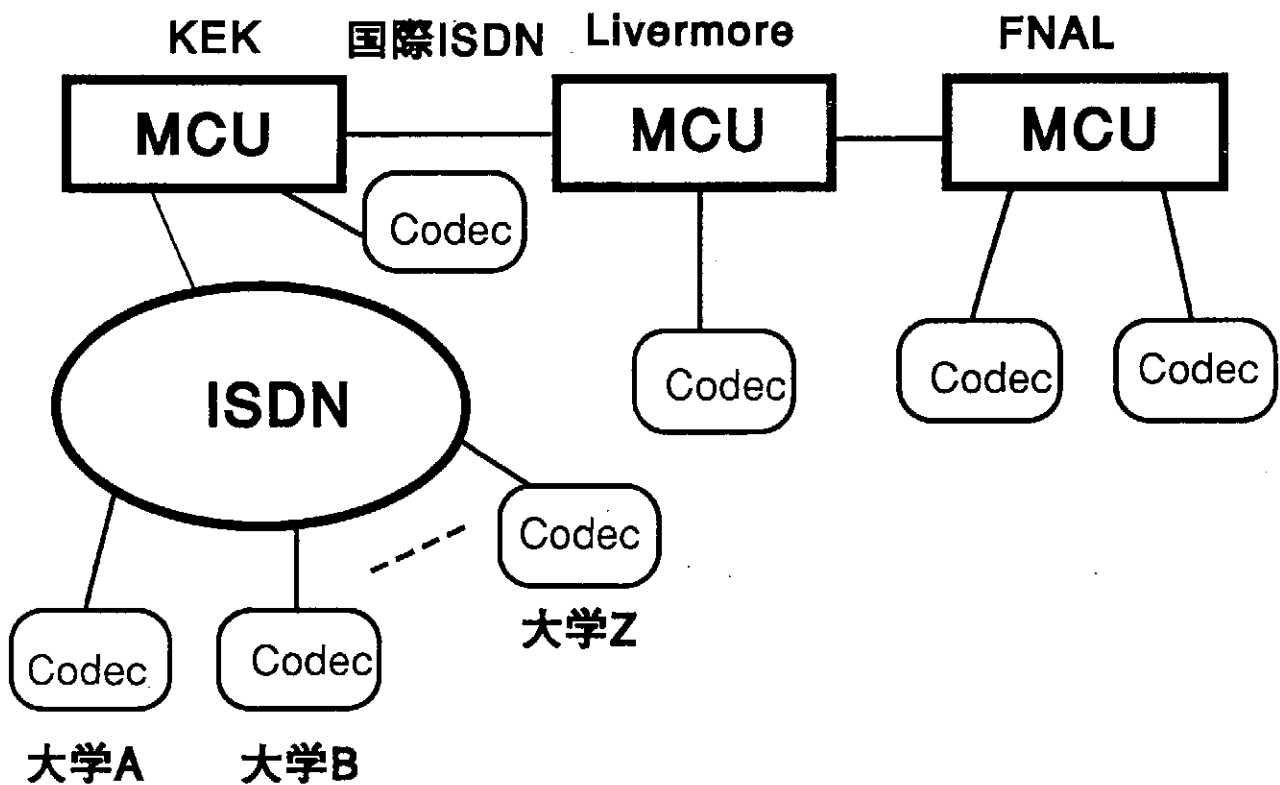 KEK
国際ISDN
Livermore
FNAL
MCU
MCU
MCU
Codec
Codec
Codec
Codec
ISDN
Codec
大学Z
Codec
Codec
大学A
大学B